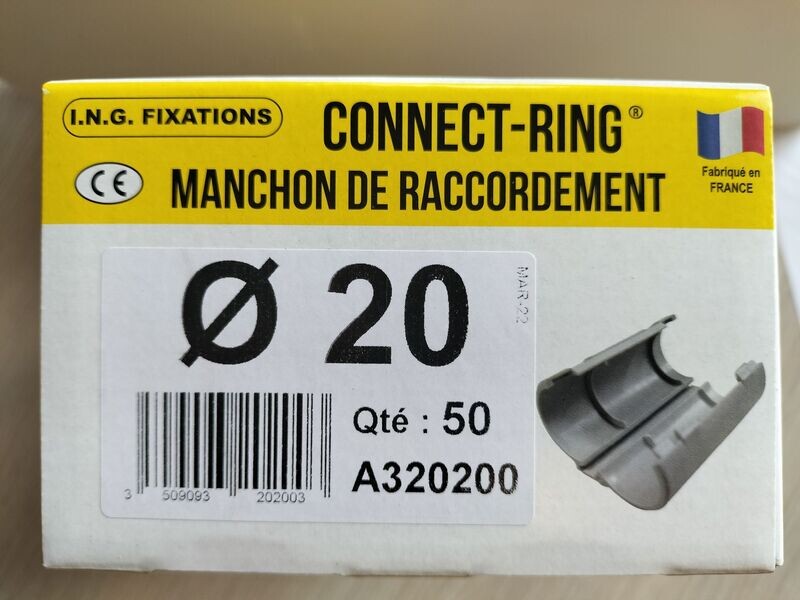 I.N.G. FIXATIONS
CONNECT-RING®
CE
MANCHON DE RACCORDEMENT
Fabriqué en
FRANCE
Ø 20
MAR-22
Qté : 50
A320200
3 509093 202003